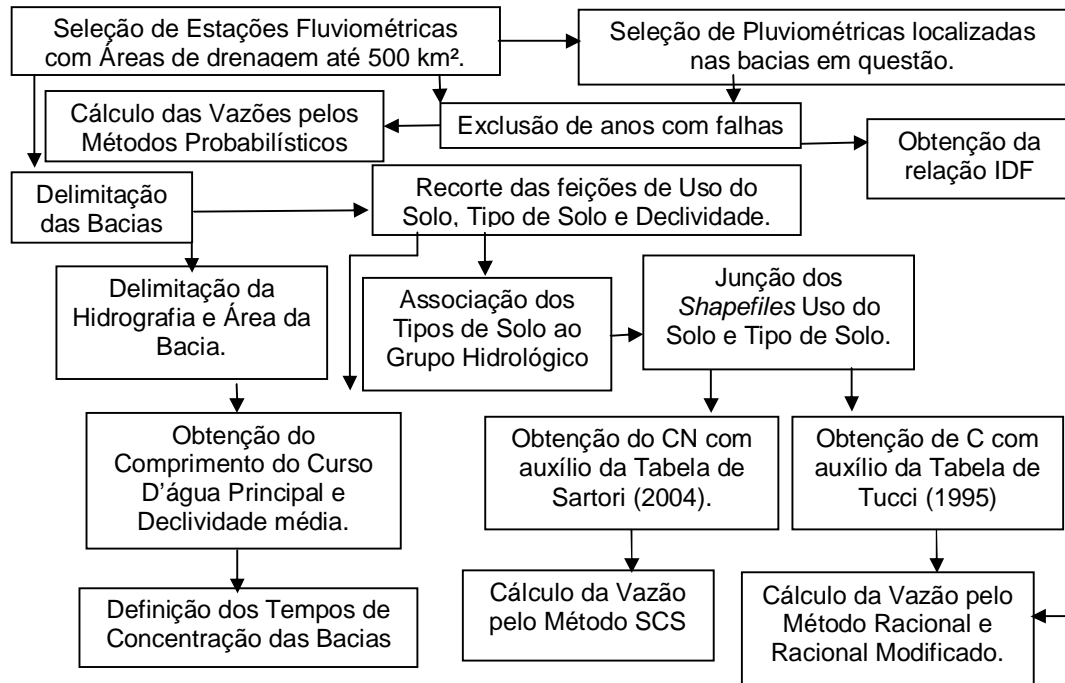 Seleção de Estações Fluviométricas
com Áreas de drenagem até 500 km².
Seleção de Pluviométricas localizadas
nas bacias em questão.
Cálculo das Vazões pelos
Métodos Probabilísticos
Exclusão de anos com falhas
Obtenção da
relação IDF
Delimitação
das Bacias
Recorte das feições de Uso do
Solo, Tipo de Solo e Declividade.
Delimitação da
Hidrografia e Área da
Bacia.
Associação dos
Tipos de Solo ao
Grupo Hidrológico
Junção dos
Shapefiles Uso do
Solo e Tipo de Solo.
Obtenção do
Comprimento do Curso
D’água Principal e
Declividade média.
Obtenção do CN com
auxílio da Tabela de
Sartori (2004).
Obtenção de C com
auxílio da Tabela de
Tucci (1995)
Definição dos Tempos de
Concentração das Bacias
Cálculo da Vazão
pelo Método SCS
Cálculo da Vazão pelo
Método Racional e
Racional Modificado.